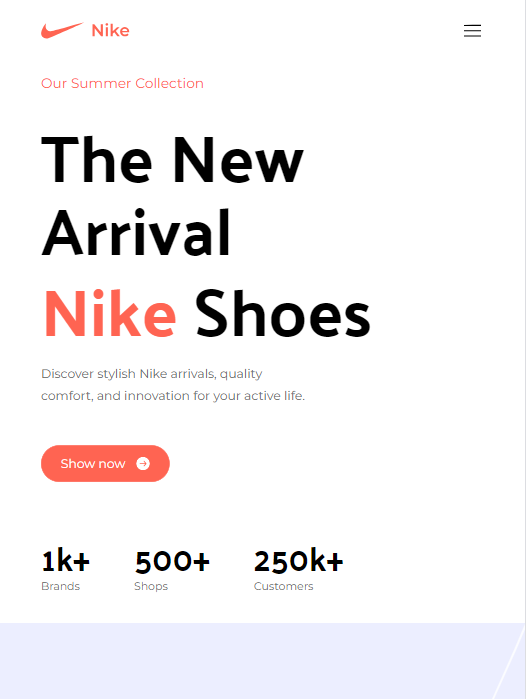 Nike
Our Summer Collection
The New
Arrival
Nike Shoes
Discover stylish Nike arrivals, quality
comfort, and innovation for your active life.
Show now
1k+ 500+ 250k+
Brands Shops Customers